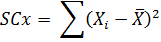 SCx = ∑(Xᵢ − X̄)²